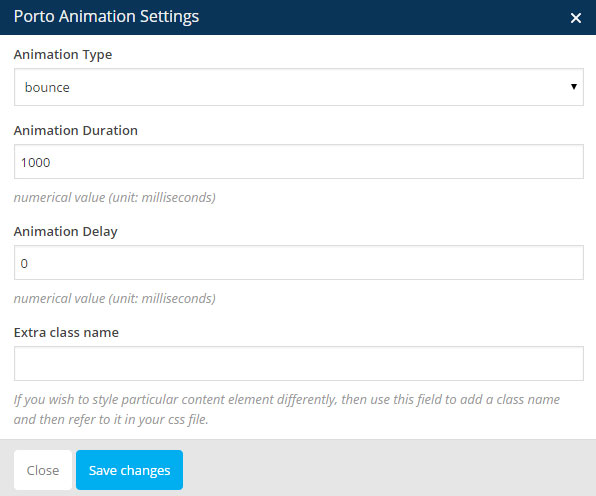 Porto Animation Settings
Animation Type
bounce
Animation Duration
1000
numerical value (unit: milliseconds)
Animation Delay
0
numerical value (unit: milliseconds)
Extra class name
If you wish to style particular content element differently, then use this field to add a class name
and then refer to it in your css file.
Close Save changes